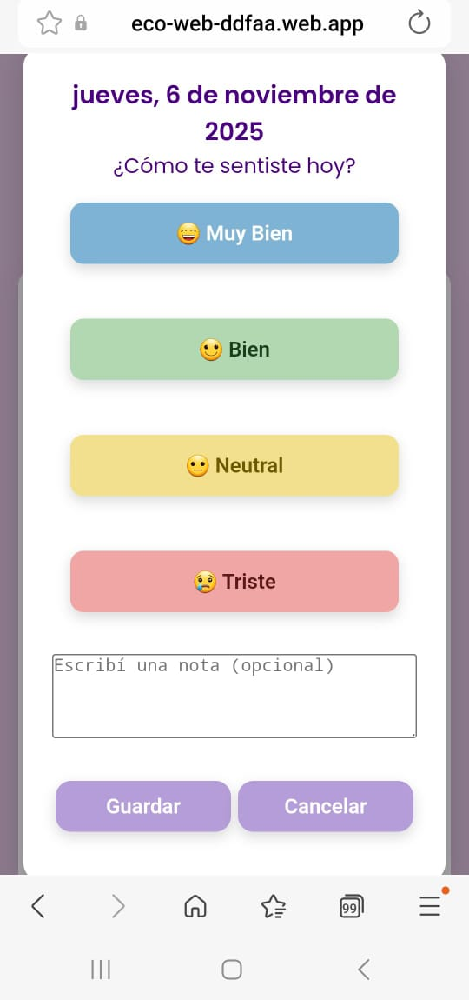 eco-web-ddfaa.web.app
jueves, 6 de noviembre de
2025
¿Cómo te sentiste hoy?
😄 Muy Bien
🙂 Bien
😐 Neutral
😢 Triste
Escribí una nota (opcional)
Guardar Cancelar
99